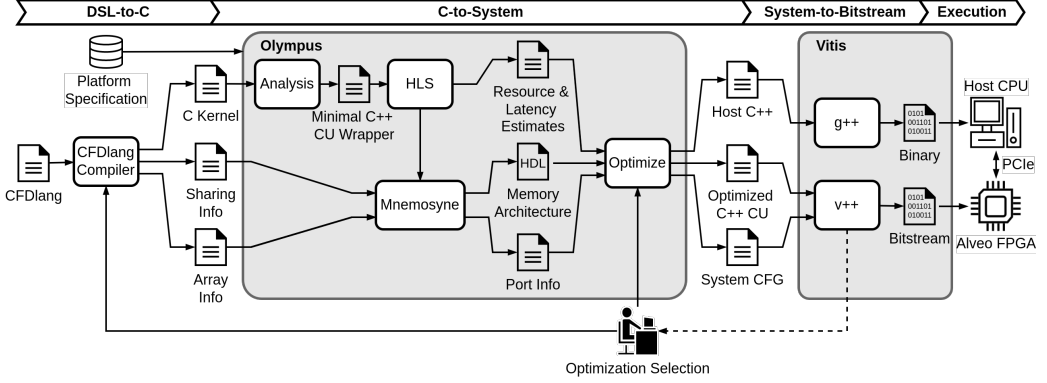 DSL-to-C
C-to-System
System-to-Bitstream
Execution
Olympus
Vitis
Platform
Specification
C Kernel
Analysis
Minimal C++
CU Wrapper
HLS
Resource &
Latency
Estimates
Host C++
g++
0101
001101
010011
Binary
Host CPU
PCIe
CFDlang
CFDlang
Compiler
Sharing
Info
Array
Info
Mnemosyne
HDL
Memory
Architecture
Port Info
Optimize
Optimized
C++ CU
System CFG
v++
0101
001101
010011
Bitstream
Alveo FPGA
Optimization Selection